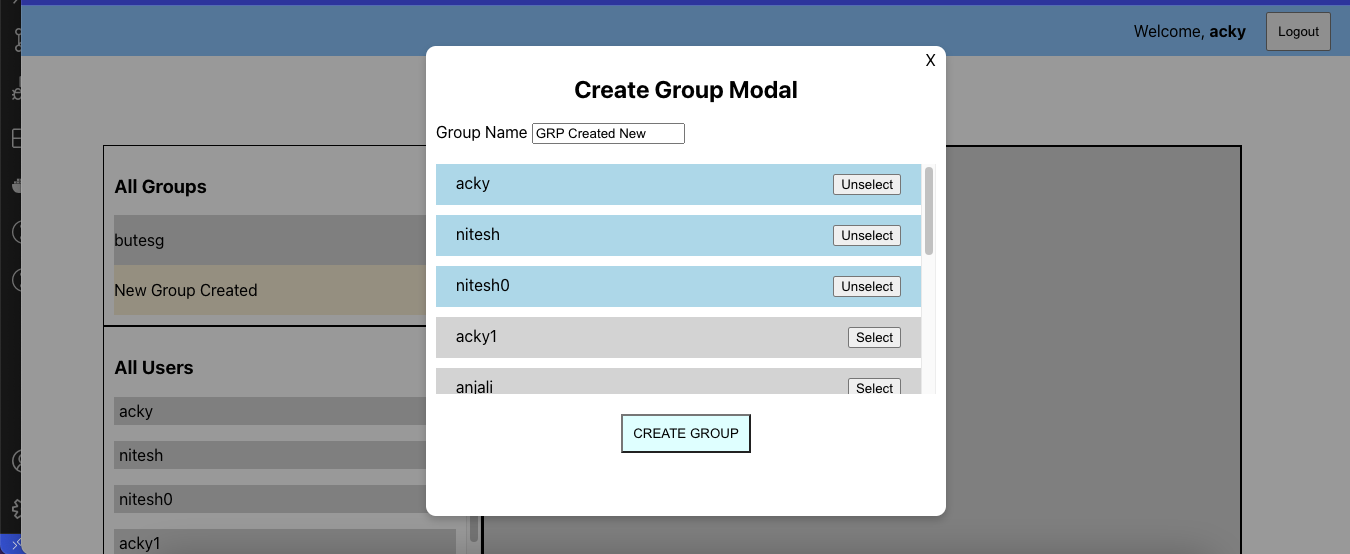 Welcome, acky
Logout
X
Create Group Modal
Group Name GRP Created New
acky Unselect
nitesh Unselect
nitesh0 Unselect
acky1 Select
anjali Select
CREATE GROUP
All Groups
butesg
New Group Created
All Users
acky
nitesh
nitesh0
acky1